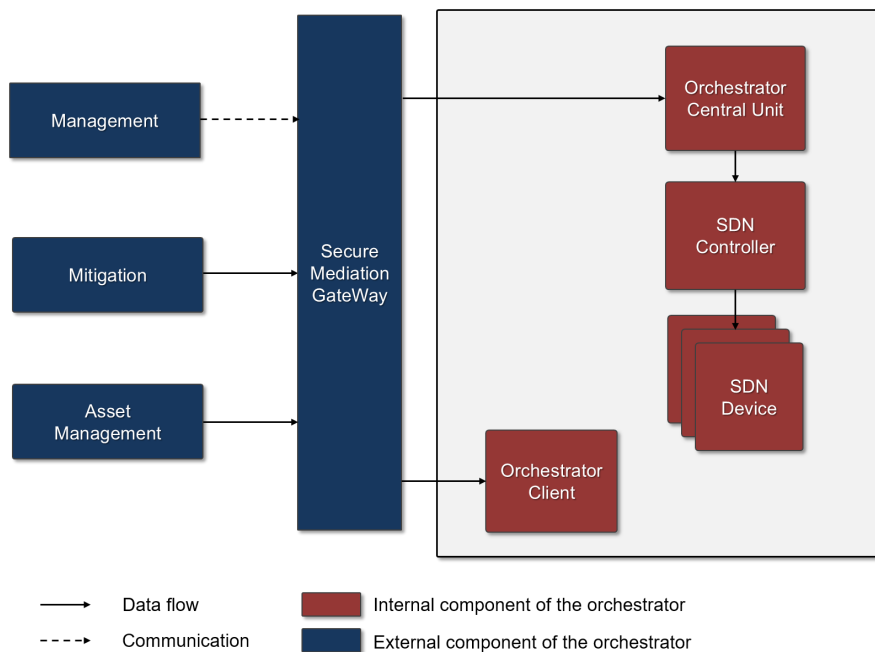 Management
Mitigation
Asset
Management
Secure
Mediation
GateWay
Orchestrator
Central Unit
SDN
Controller
SDN
Device
Orchestrator
Client
Data flow
Communication
Internal component of the orchestrator
External component of the orchestrator